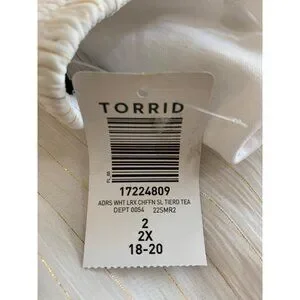 TORRID
17224809
ADRS WHT LRX CHFFN SL TIERD TEA
DEPT 0054 22SMR2
2
2X
18-20